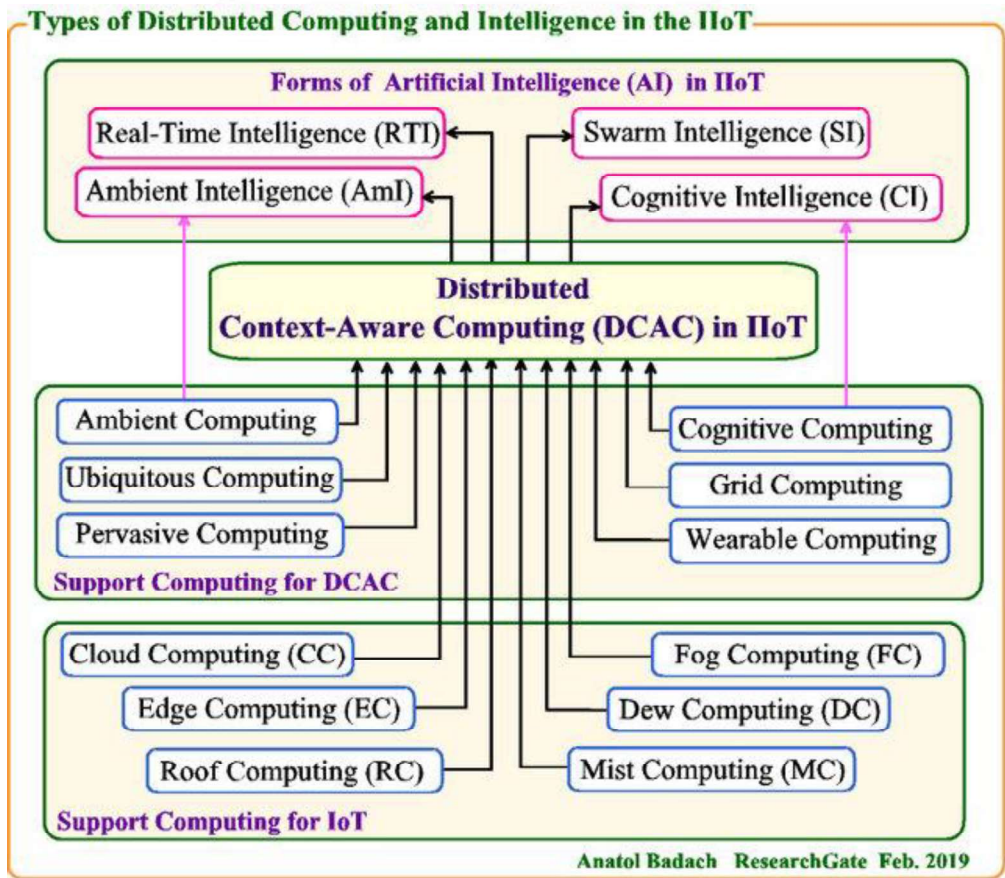 Types of Distributed Computing and Intelligence in the IIoT
Forms of Artificial Intelligence (AI) in IIoT
Real-Time Intelligence (RTI)
Swarm Intelligence (SI)
Ambient Intelligence (AmI)
Cognitive Intelligence (CI)
Distributed
Context-Aware Computing (DCAC) in IIoT
Ambient Computing
Cognitive Computing
Ubiquitous Computing
Grid Computing
Pervasive Computing
Wearable Computing
Support Computing for DCAC
Cloud Computing (CC)
Fog Computing (FC)
Edge Computing (EC)
Dew Computing (DC)
Roof Computing (RC)
Mist Computing (MC)
Support Computing for IoT
Anatol Badach ResearchGate Feb. 2019